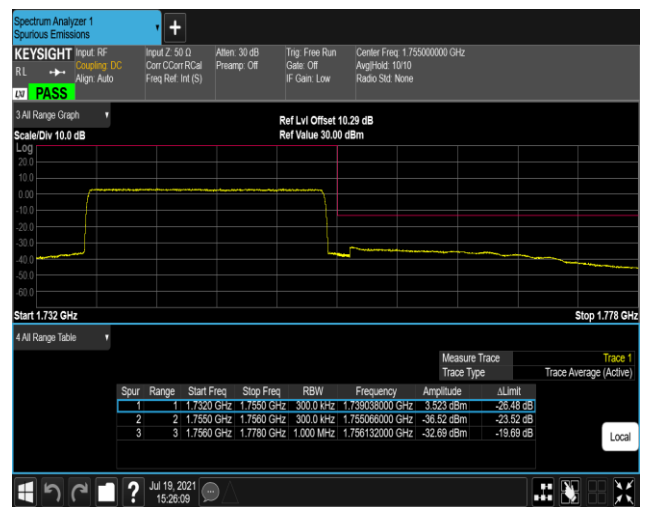 Spectrum Analyzer 1
Spurious Emissions
+
KEYSIGHT Input: RF Input Z: 50 Ω Atten: 30 dB Trig: Free Run Center Freq: 1.755000000 GHz
RL Coupling: DC Corr CCorr RCal Preamp: Off Gate: Off Avg|Hold: 10/10
Align: Auto Freq Ref: Int (S) IF Gain: Low Radio Std: None
LXI PASS
3 All Range Graph
Ref Lvl Offset 10.29 dB
Scale/Div 10.0 dB Ref Value 30.00 dBm
Log
20.0
10.0
0.00
-10.0
-20.0
-30.0
-40.0
-50.0
-60.0
Start 1.732 GHz Stop 1.778 GHz
4 All Range Table
Measure Trace Trace 1
Trace Type Trace Average (Active)
Spur Range Start Freq Stop Freq RBW Frequency Amplitude ΔLimit
1 1 1.7320 GHz 1.7550 GHz 300.0 kHz 1.739038000 GHz 3.523 dBm -26.48 dB
2 2 1.7550 GHz 1.7560 GHz 300.0 kHz 1.755066000 GHz -36.52 dBm -23.52 dB
3 3 1.7560 GHz 1.7780 GHz 1.000 MHz 1.756132000 GHz -32.69 dBm -19.69 dB
Local
? Jul 19, 2021
15:26:09